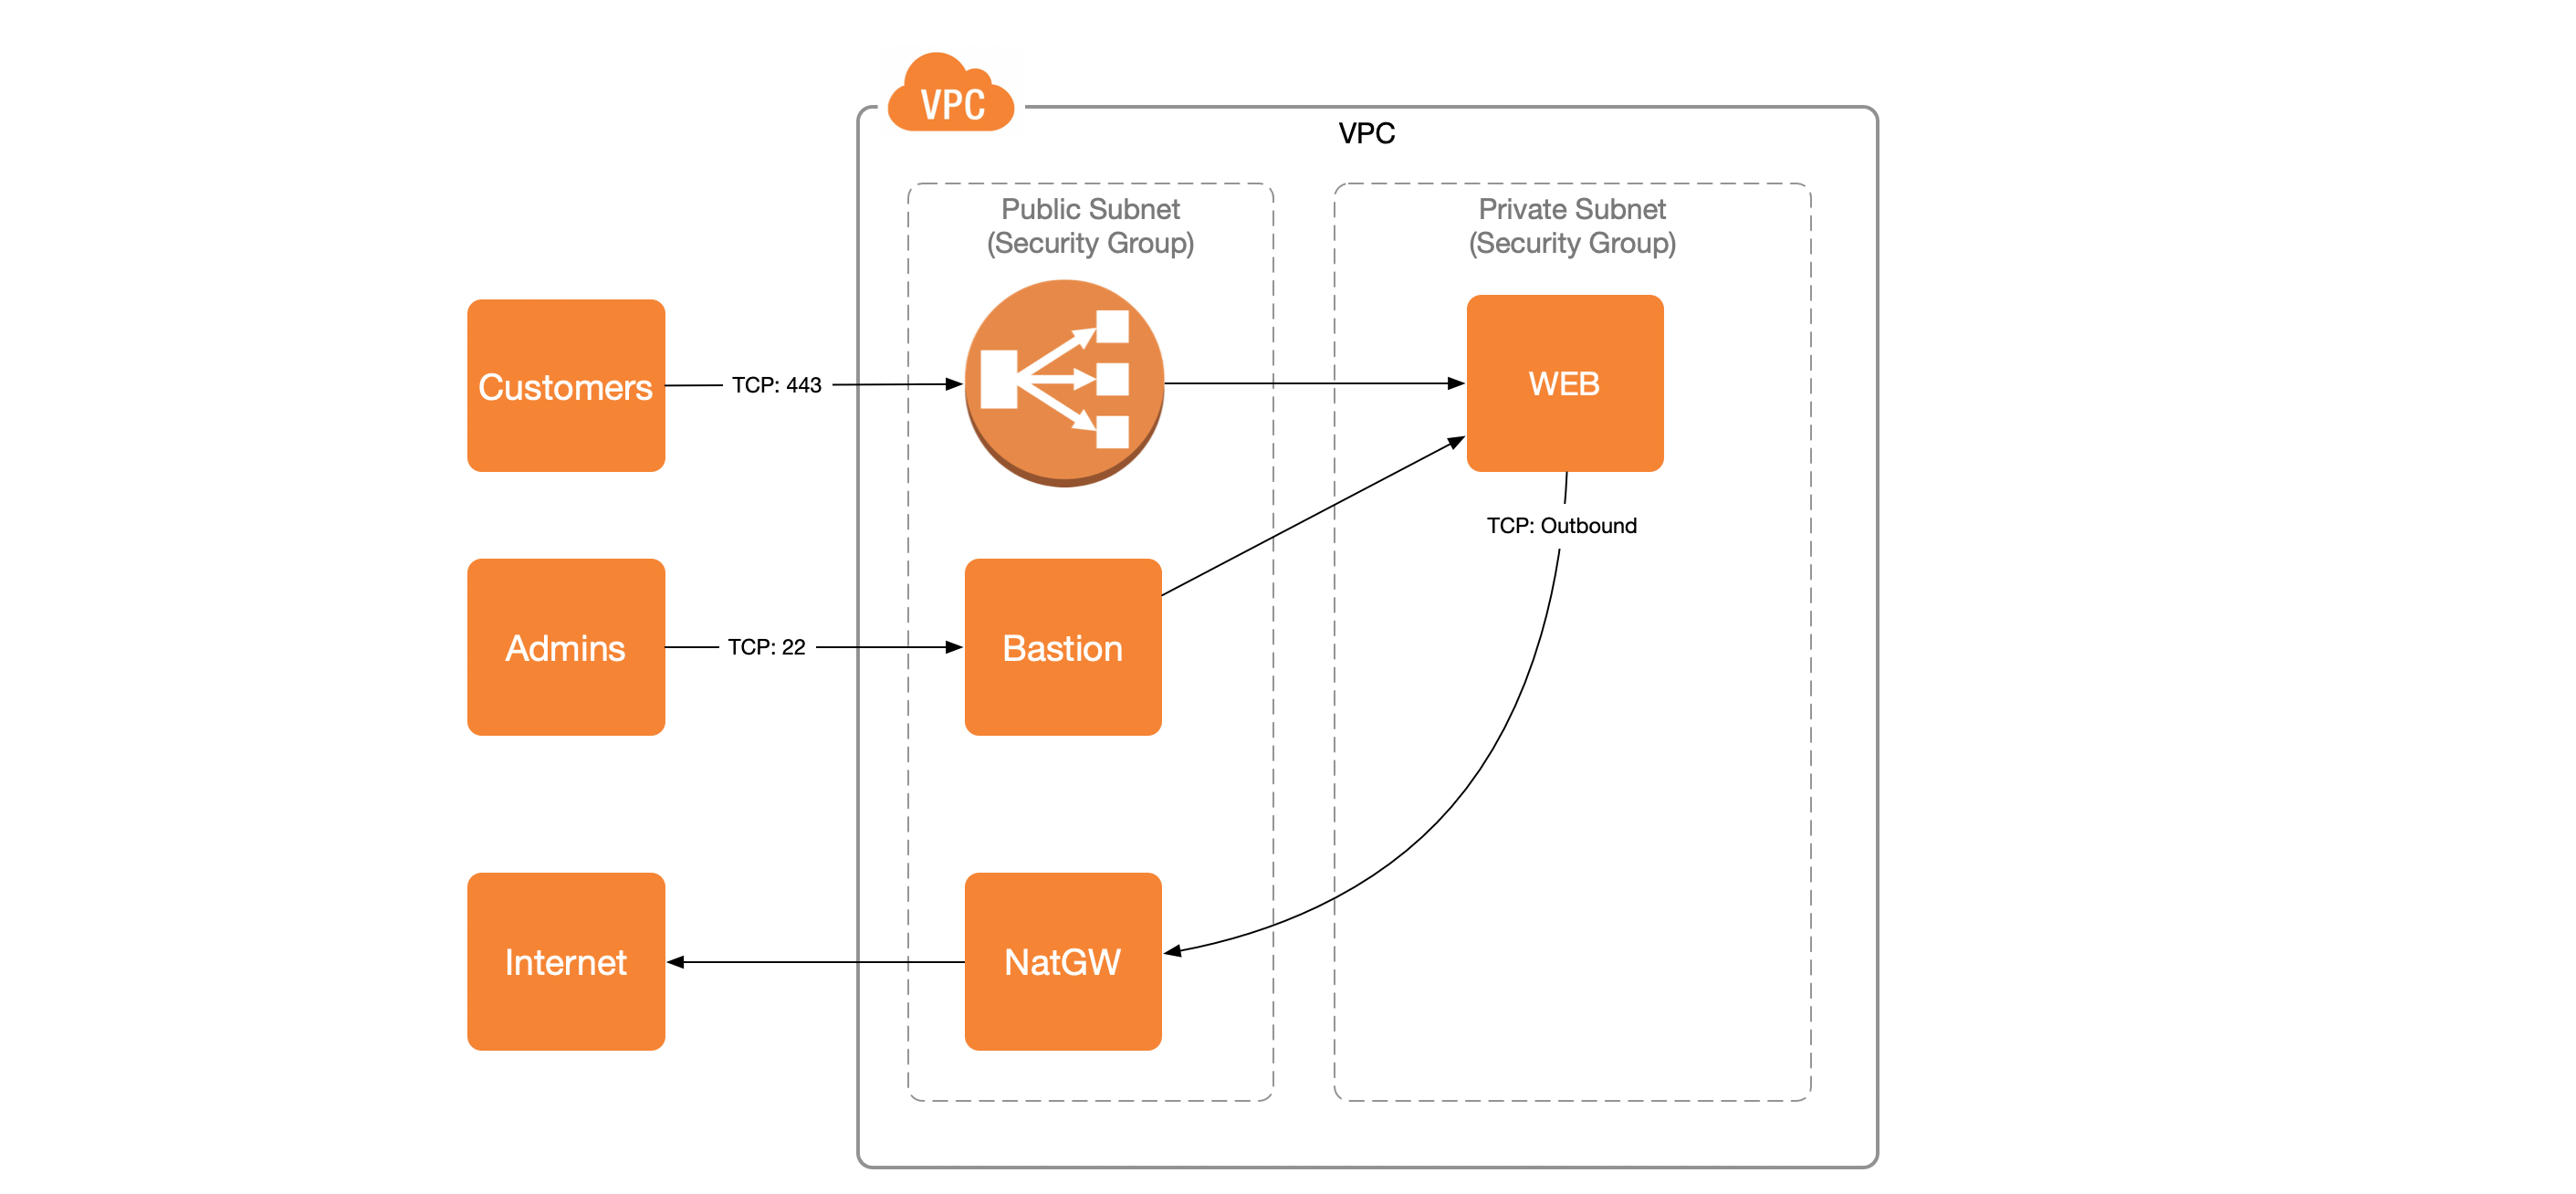 VPC
VPC
Public Subnet
(Security Group)
Private Subnet
(Security Group)
Customers
TCP: 443
WEB
TCP: Outbound
Admins
TCP: 22
Bastion
Internet
NatGW